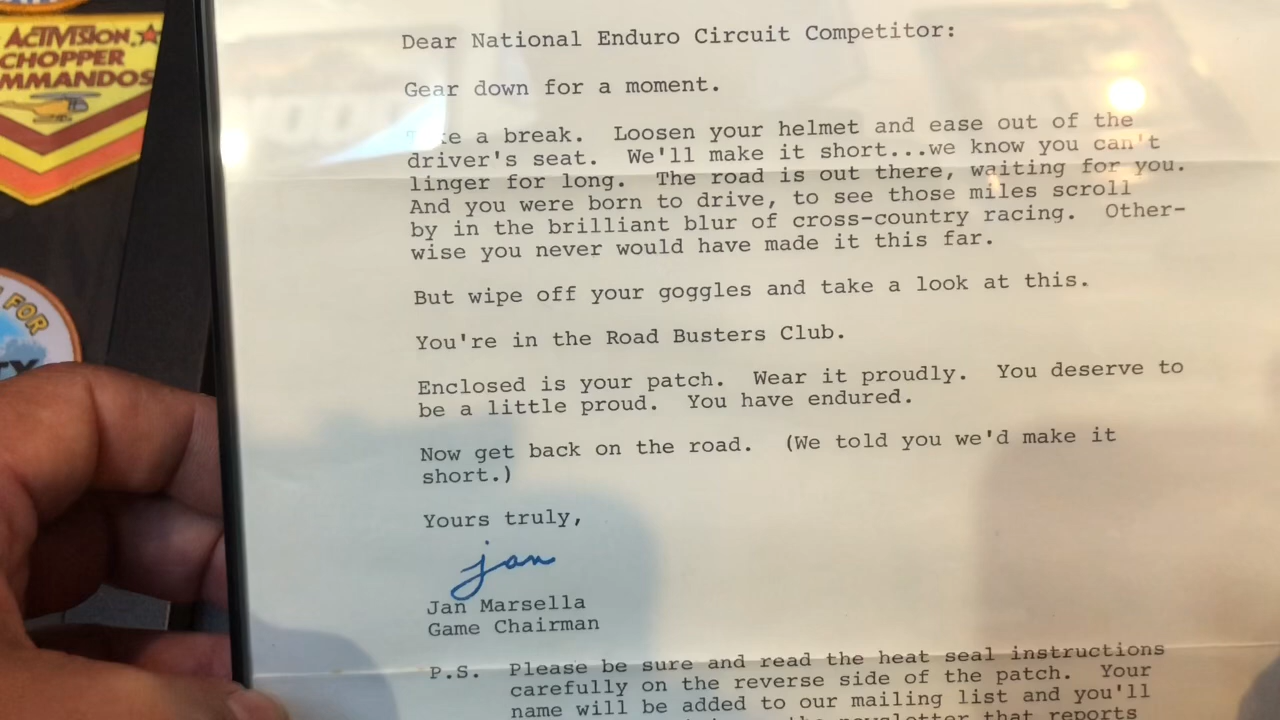 ACTIVISION
CHOPPER
MMANDOS
FOR
Dear National Enduro Circuit Competitor:
Gear down for a moment.
ke a break. Loosen your helmet and ease out of the
driver's seat. We'll make it short...we know you can't
linger for long. The road is out there, waiting for you.
And you were born to drive, to see those miles scroll
by in the brilliant blur of cross-country racing. Other-
wise you never would have made it this far.
But wipe off your goggles and take a look at this.
You're in the Road Busters Club.
Enclosed is your patch. Wear it proudly. You deserve to
be a little proud. You have endured.
Now get back on the road. (We told you we'd make it
short.)
Yours truly,
jan
Jan Marsella
Game Chairman
P.S. Please be sure and read the heat seal instructions
carefully on the reverse side of the patch. Your
name will be added to our mailing list and you'll
the newsletter that reports